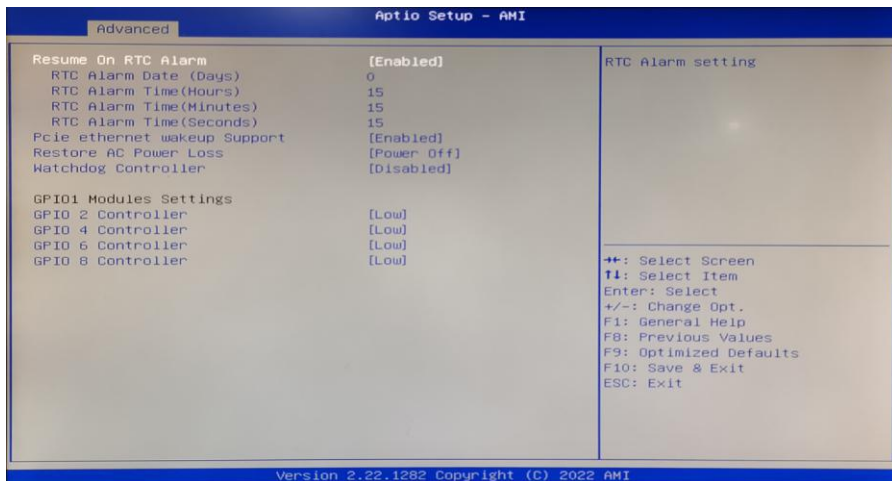 Aptio Setup - AMI
Advanced
Resume On RTC Alarm [Enabled]
RTC Alarm Date (Days) 0
RTC Alarm Time(Hours) 15
RTC Alarm Time(Minutes) 15
RTC Alarm Time(Seconds) 15
Pcie ethernet wakeup Support [Enabled]
Restore AC Power Loss [Power Off]
Watchdog Controller [Disabled]
GPIO1 Modules Settings
GPIO 2 Controller [Low]
GPIO 4 Controller [Low]
GPIO 6 Controller [Low]
GPIO 8 Controller [Low]
RTC Alarm setting
→←: Select Screen
↑↓: Select Item
Enter: Select
+/-: Change Opt.
F1: General Help
F8: Previous Values
F9: Optimized Defaults
F10: Save & Exit
ESC: Exit
Version 2.22.1282 Copyright (C) 2022 AMI